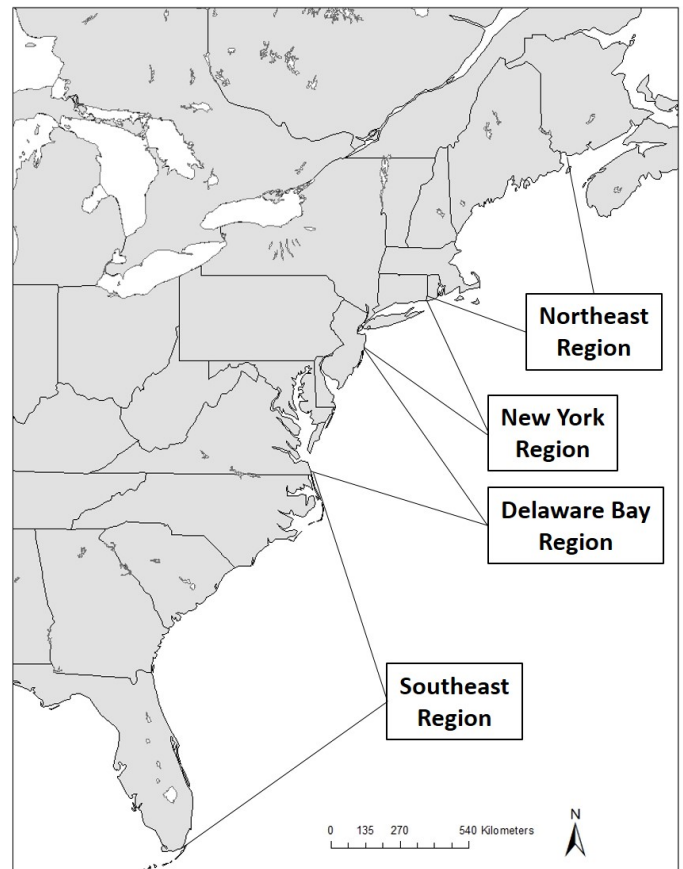 Northeast
Region
New York
Region
Delaware Bay
Region
Southeast
Region
N
0 135 270 540 Kilometers